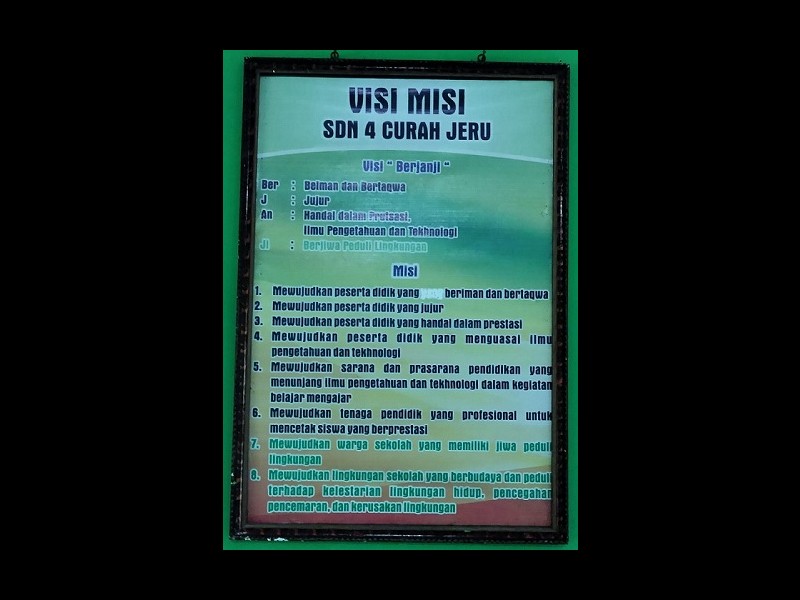 VISI MISI
SDN 4 CURAH JERU
Visi " Berjanji "
Ber : Beiman dan Bertaqwa
J : Jujur
An : Handal dalam Pretsasi,
Ilmu Pengetahuan dan Tekhnologi
Ji : Berjiwa Peduli Lingkungan
Misi
1. Mewujudkan peserta didik yang yang beriman dan bertaqwa
2. Mewujudkan peserta didik yang jujur
3. Mewujudkan peserta didik yang handal dalam prestasi
4. Mewujudkan peserta didik yang menguasai ilmu
pengetahuan dan tekhnologi
5. Mewujudkan sarana dan prasarana pendidikan yang
menunjang ilmu pengetahuan dan tekhnologi dalam kegiatan
belajar mengajar
6. Mewujudkan tenaga pendidik yang profesional untuk
mencetak siswa yang berprestasi
7. Mewujudkan warga sekolah yang memiliki jiwa peduli
lingkungan
8. Mewujudkan lingkungan sekolah yang berbudaya dan peduli
terhadap kelestarian lingkungan hidup, pencegahan
pencemaran, dan kerusakan lingkungan